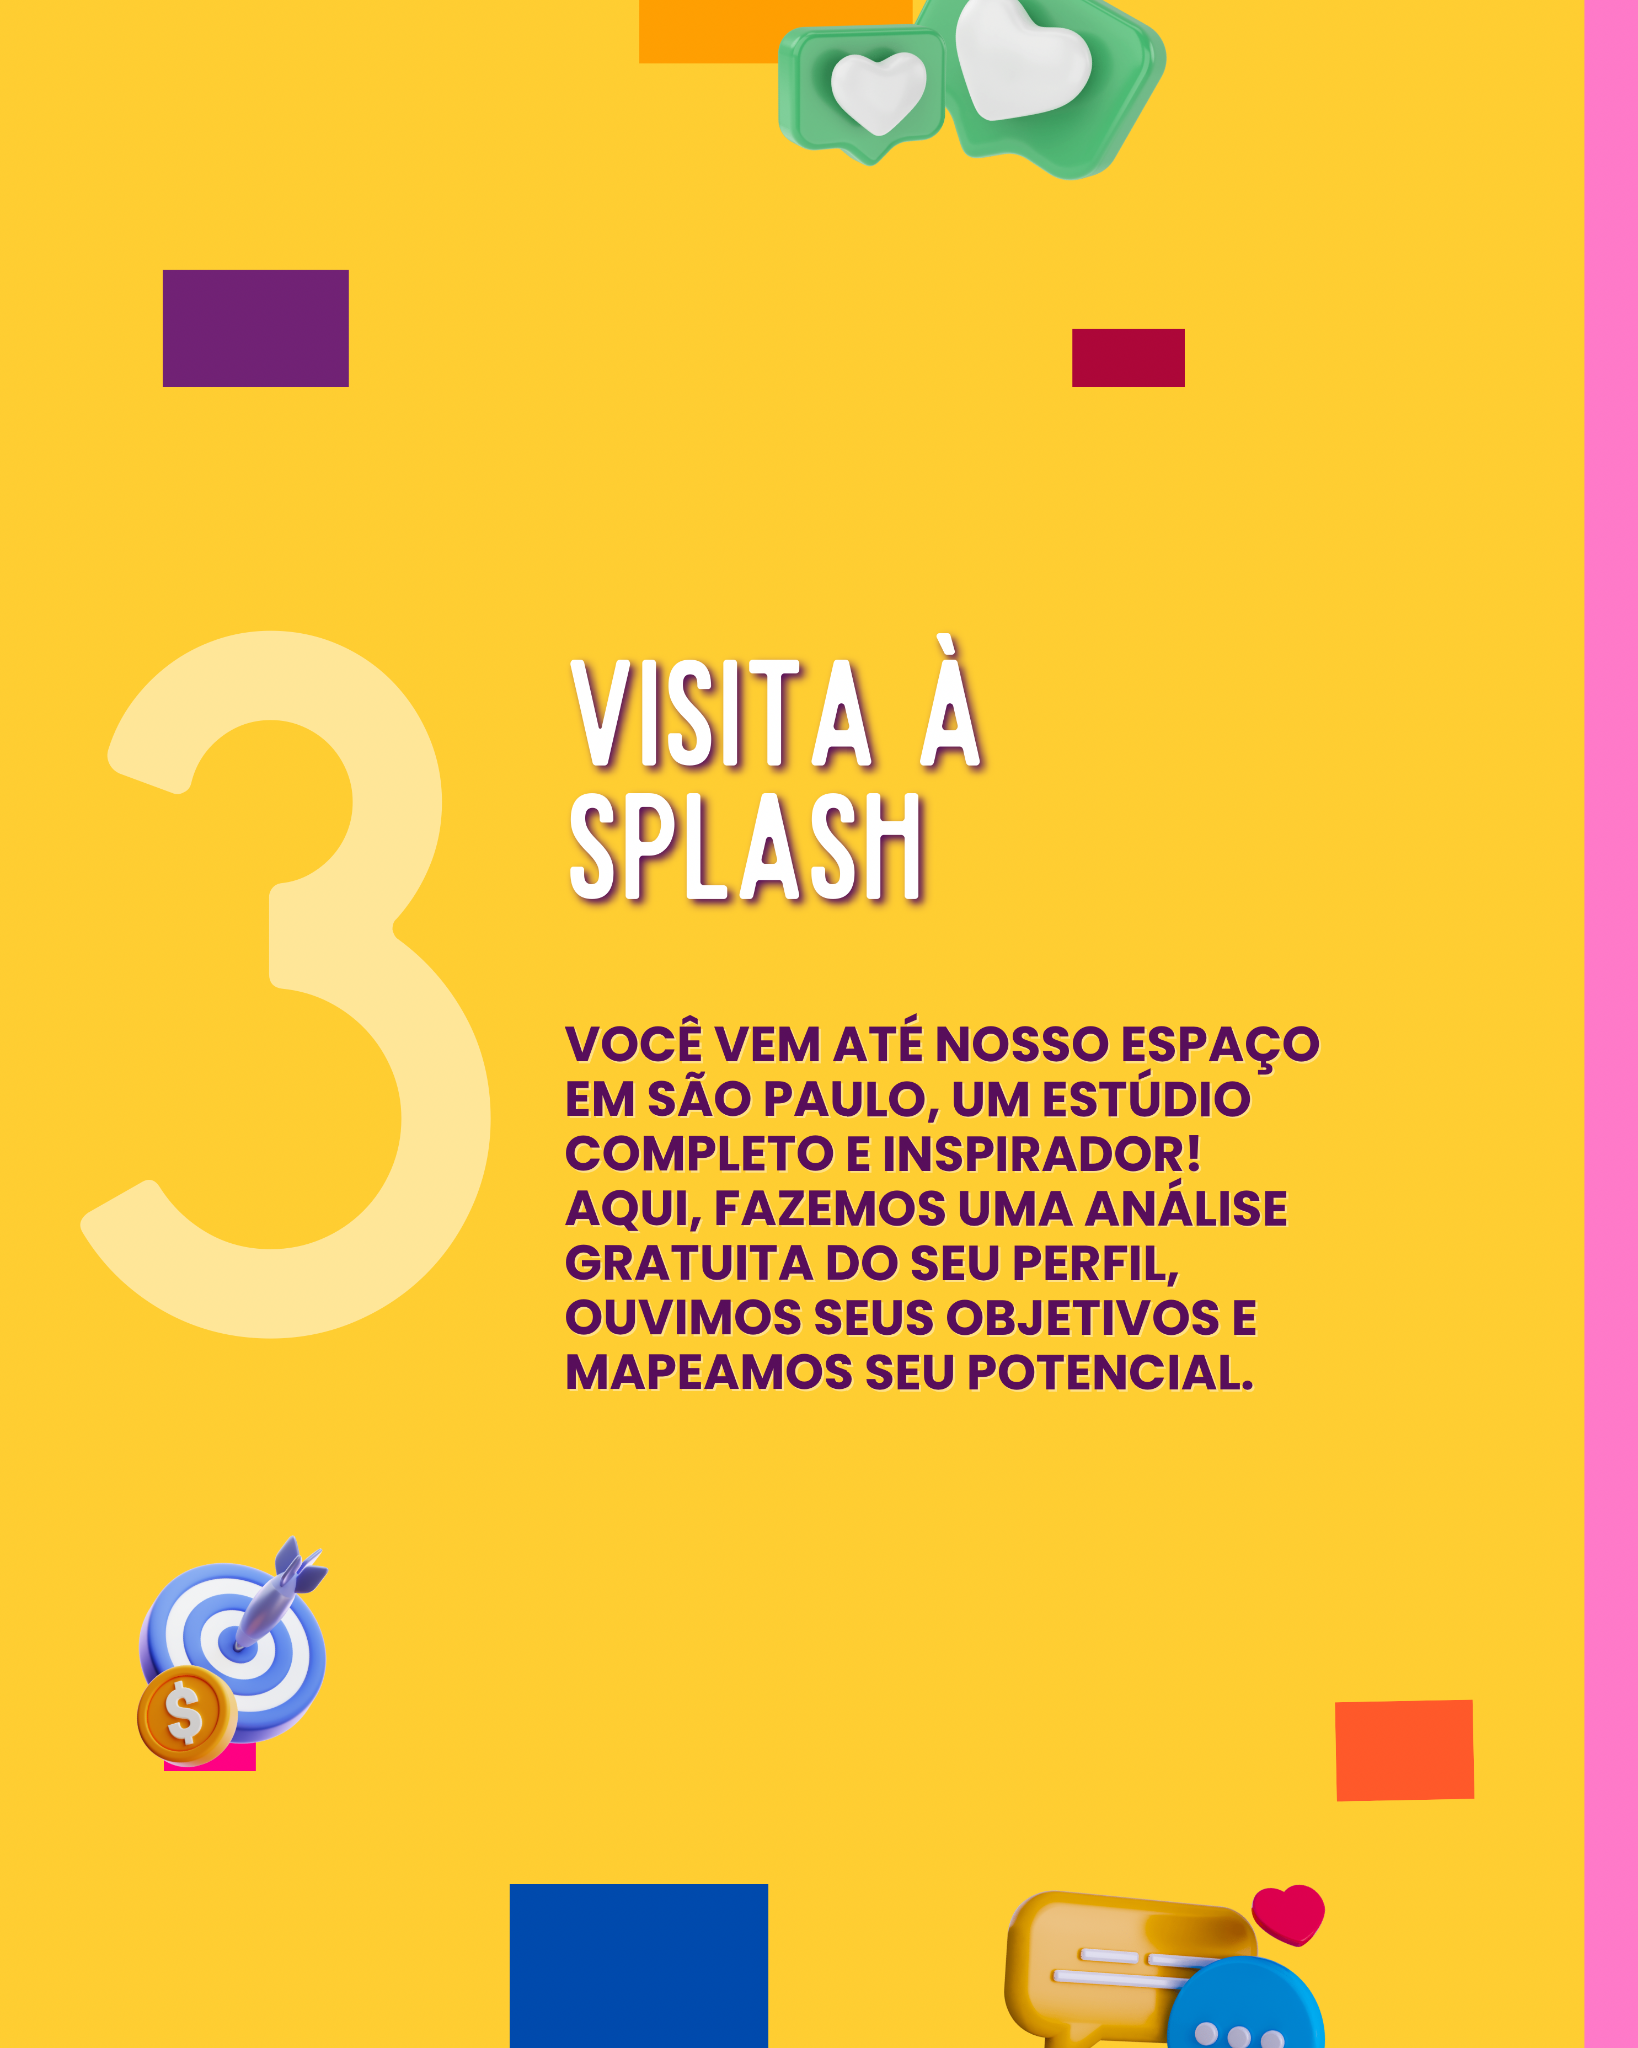 3
VISITA À
SPLASH
VOCÊ VEM ATÉ NOSSO ESPAÇO
EM SÃO PAULO, UM ESTÚDIO
COMPLETO E INSPIRADOR!
AQUI, FAZEMOS UMA ANÁLISE
GRATUITA DO SEU PERFIL,
OUVIMOS SEUS OBJETIVOS E
MAPEAMOS SEU POTENCIAL.
$